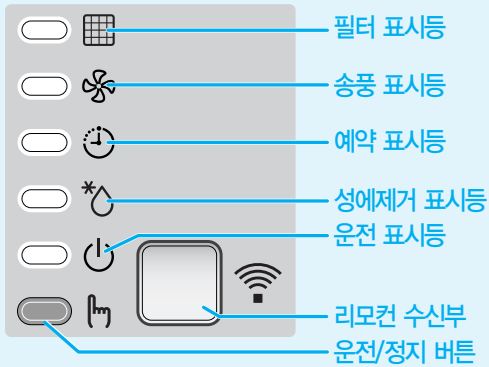 필터 표시등
송풍 표시등
예약 표시등
성에제거 표시등
운전 표시등
리모컨 수신부
운전/정지 버튼